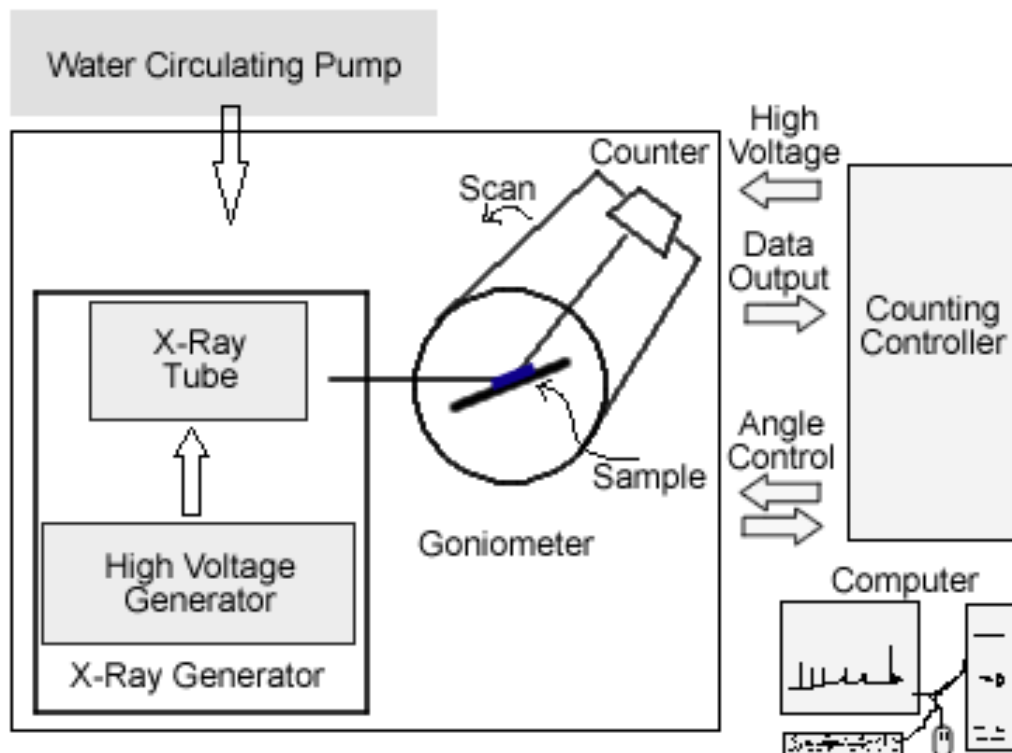 Water Circulating Pump
High
Voltage
Counter
Scan
Data
Output
Counting
Controller
X-Ray
Tube
Angle
Control
Sample
Goniometer
High Voltage
Generator
Computer
X-Ray Generator